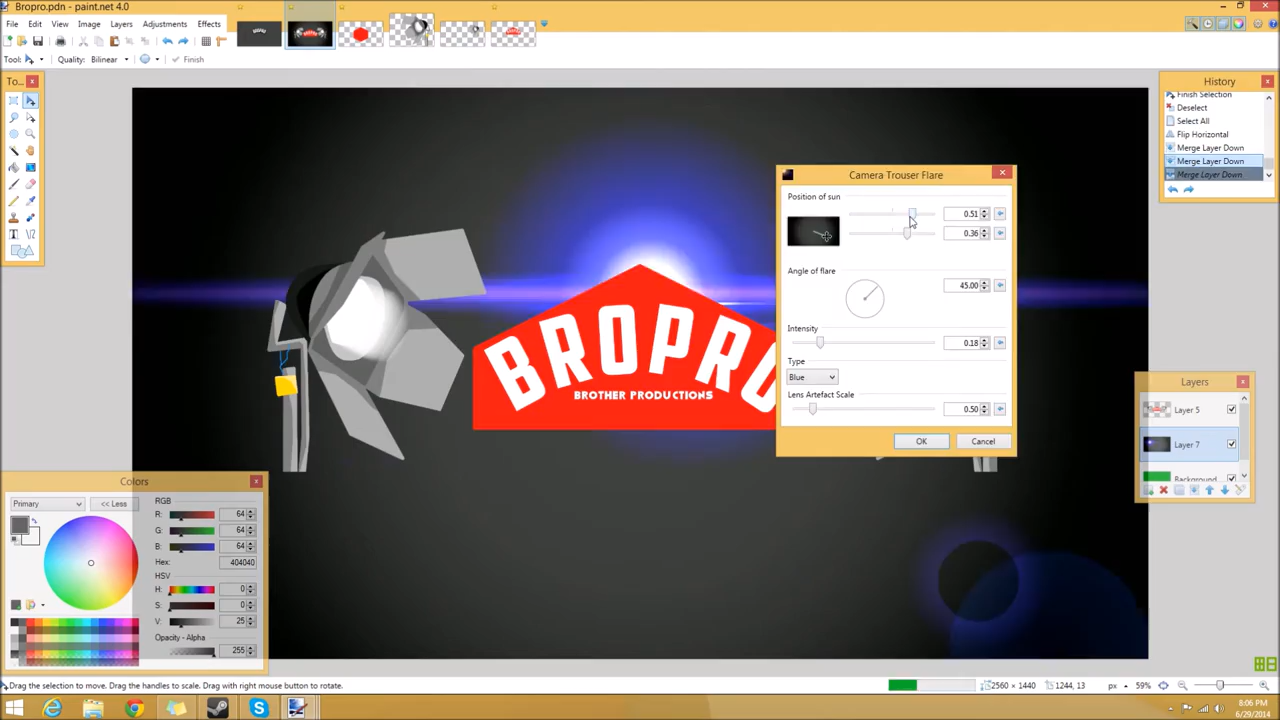 Bropro.pdn - paint.net 4.0
File Edit View Image Layers Adjustments Effects
Tool: Quality: Bilinear Finish
To...
History
Finish Selection
Deselect
Select All
Flip Horizontal
Merge Layer Down
Merge Layer Down
Merge Layer Down
Camera Trouser Flare
Position of sun
0.51
0.36
Angle of flare
45.00
Intensity
0.18
Type
Blue
Lens Artefact Scale
0.50
OK Cancel
BROPRO
BROTHER PRODUCTIONS
Layers
Layer 5
Layer 7
Background
Colors
Primary << Less
RGB
R: 64
G: 64
B: 64
Hex: 404040
HSV
H: 0
S: 0
V: 25
Opacity - Alpha
255
Drag the selection to move. Drag the handles to scale. Drag with right mouse button to rotate.
2560 × 1440 1244, 13 px 59%
8:06 PM
6/29/2014